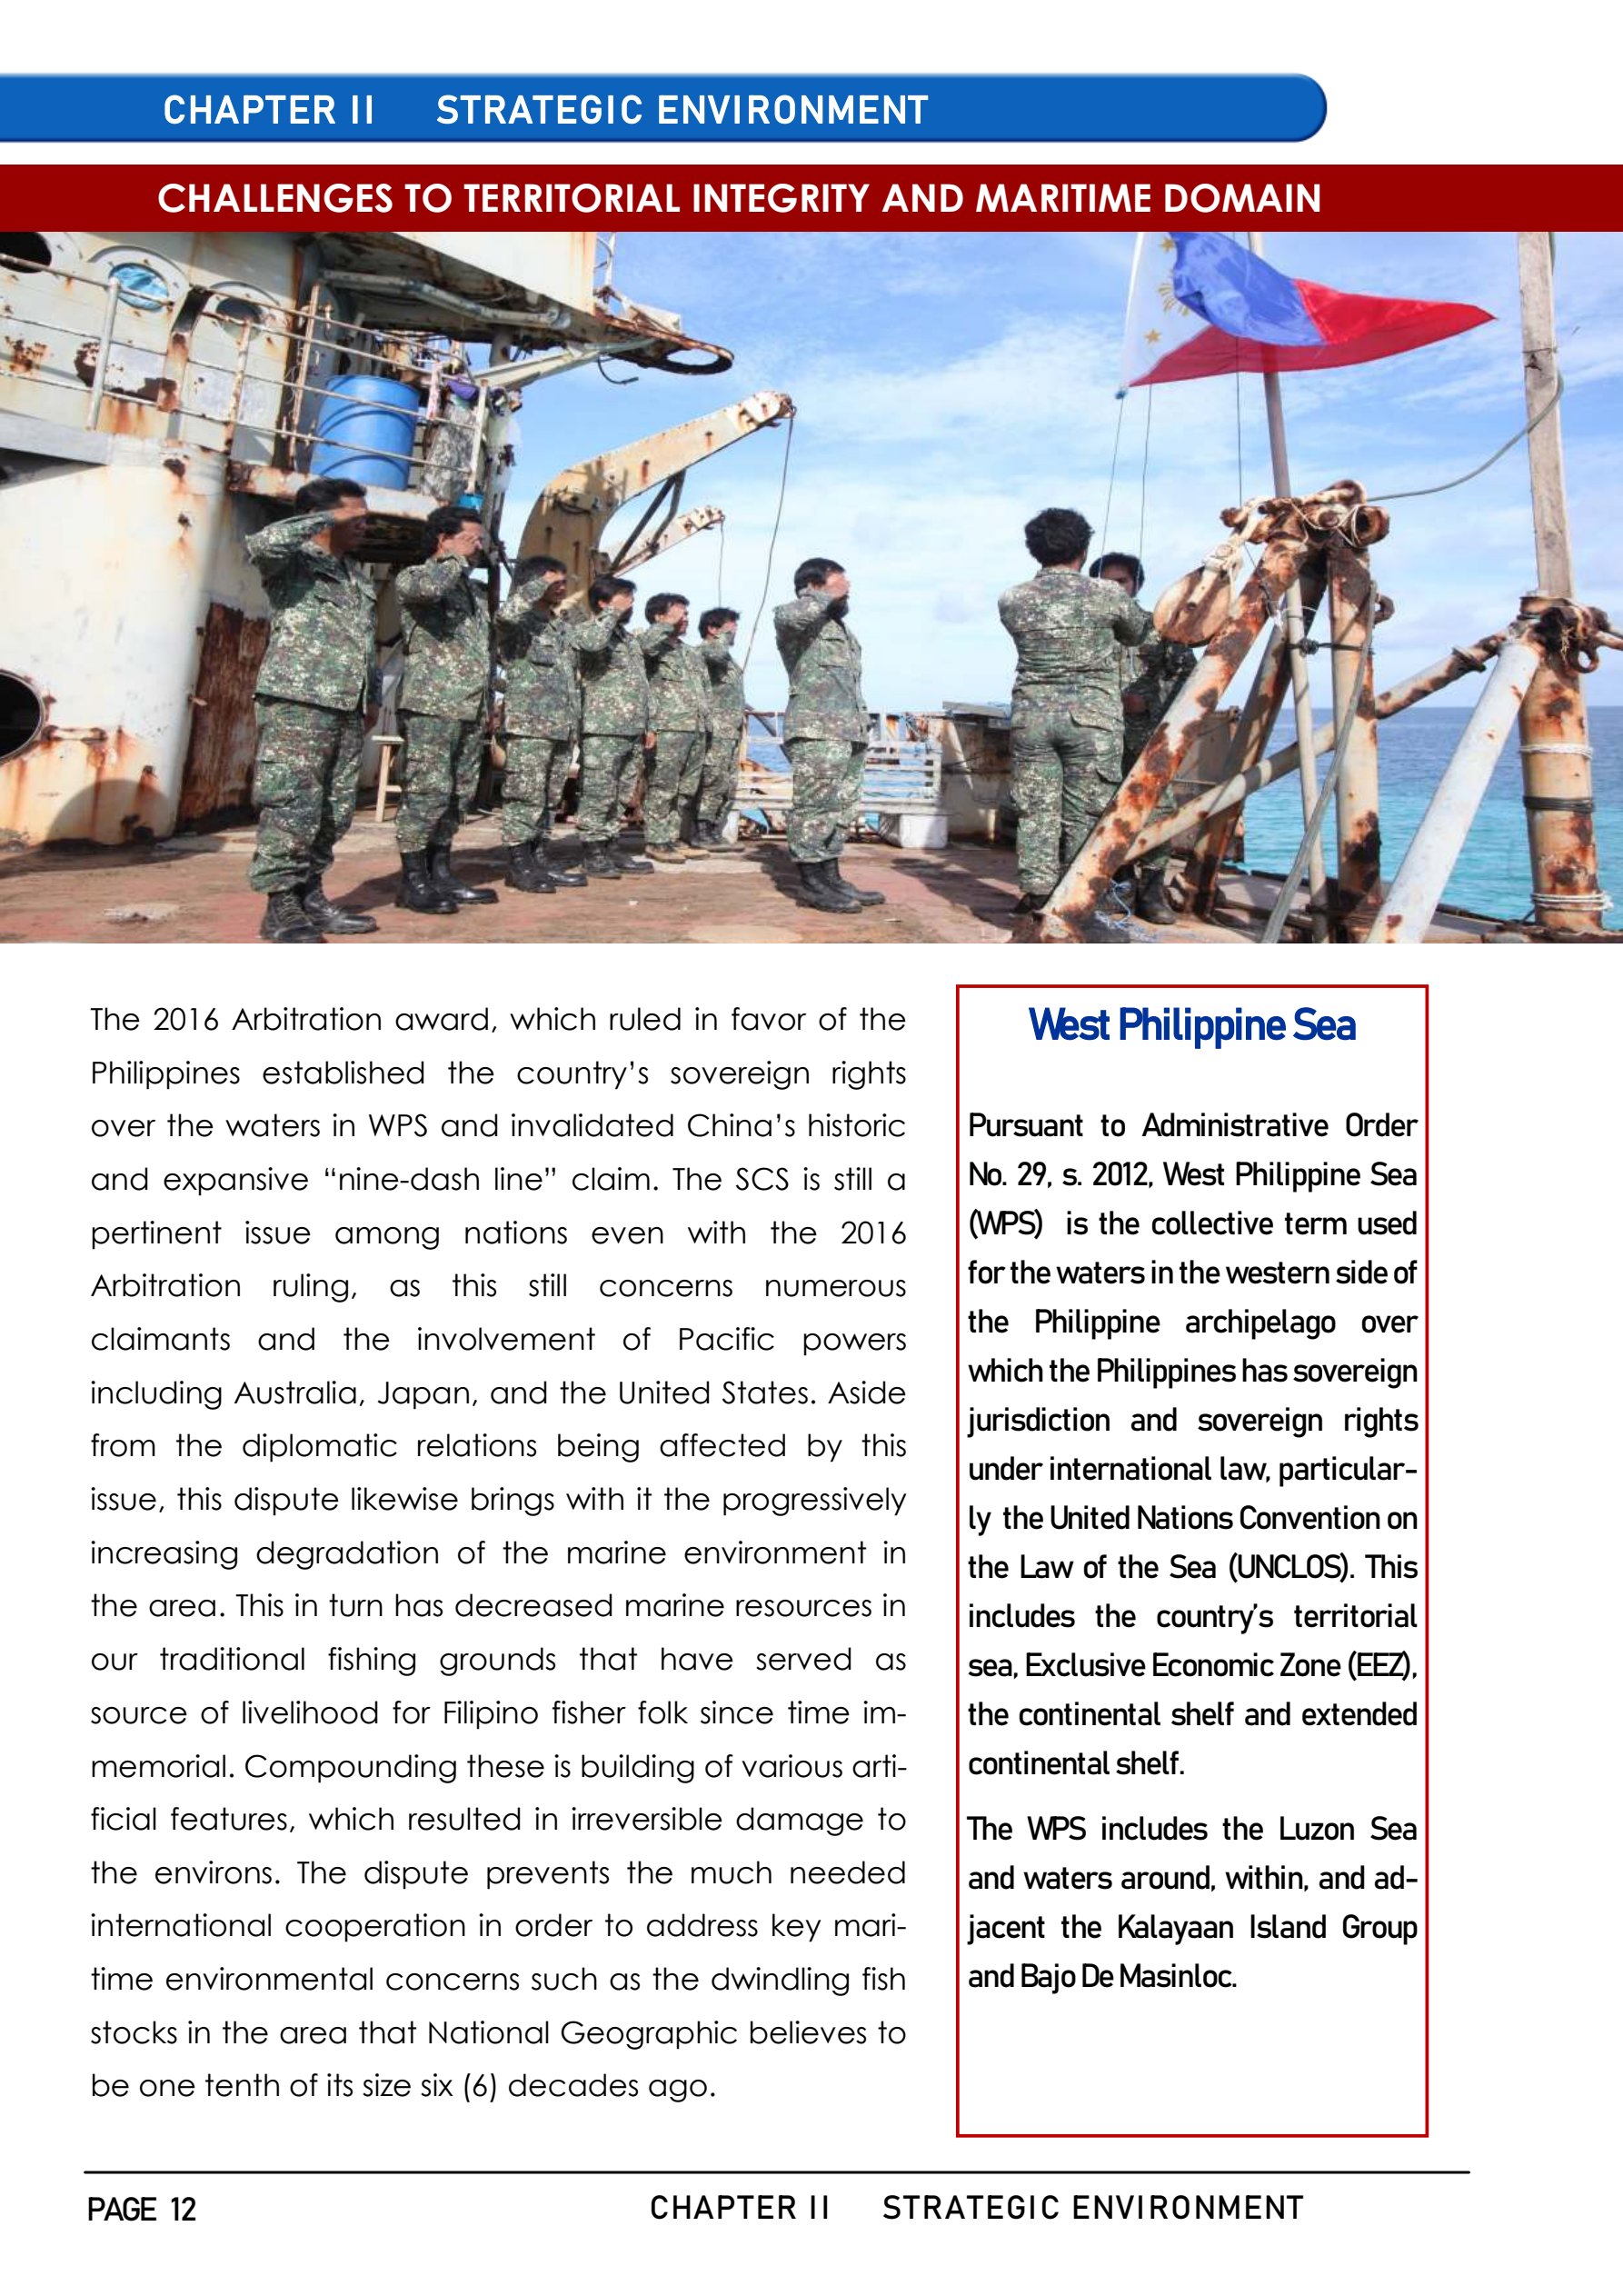 CHAPTER II STRATEGIC ENVIRONMENT
CHALLENGES TO TERRITORIAL INTEGRITY AND MARITIME DOMAIN
The 2016 Arbitration award, which ruled in favor of the
Philippines established the country’s sovereign rights
over the waters in WPS and invalidated China’s historic
and expansive “nine-dash line” claim. The SCS is still a
pertinent issue among nations even with the 2016
Arbitration ruling, as this still concerns numerous
claimants and the involvement of Pacific powers
including Australia, Japan, and the United States. Aside
from the diplomatic relations being affected by this
issue, this dispute likewise brings with it the progressively
increasing degradation of the marine environment in
the area. This in turn has decreased marine resources in
our traditional fishing grounds that have served as
source of livelihood for Filipino fisher folk since time im-
memorial. Compounding these is building of various arti-
ficial features, which resulted in irreversible damage to
the environs. The dispute prevents the much needed
international cooperation in order to address key mari-
time environmental concerns such as the dwindling fish
stocks in the area that National Geographic believes to
be one tenth of its size six (6) decades ago.
West Philippine Sea
Pursuant to Administrative Order
No. 29, s. 2012, West Philippine Sea
(WPS) is the collective term used
for the waters in the western side of
the Philippine archipelago over
which the Philippines has sovereign
jurisdiction and sovereign rights
under international law, particular-
ly the United Nations Convention on
the Law of the Sea (UNCLOS). This
includes the country’s territorial
sea, Exclusive Economic Zone (EEZ),
the continental shelf and extended
continental shelf.
The WPS includes the Luzon Sea
and waters around, within, and ad-
jacent the Kalayaan Island Group
and Bajo De Masinloc.
PAGE 12 CHAPTER II STRATEGIC ENVIRONMENT